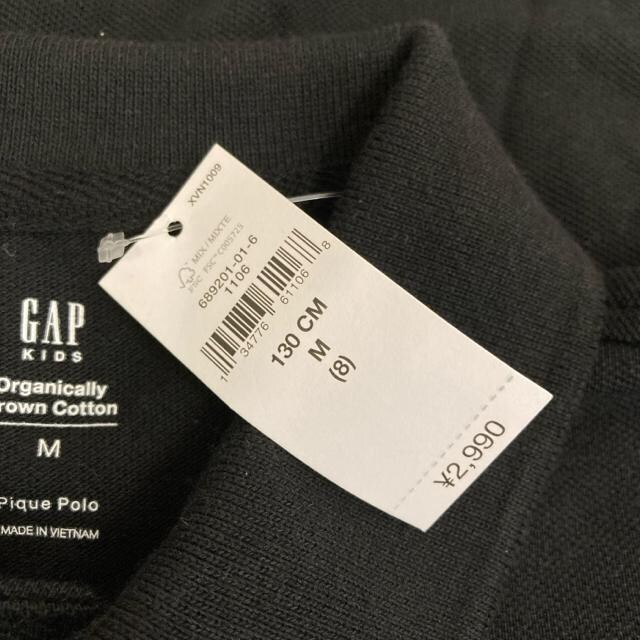 GAP
KIDS
Organically
Grown Cotton
M
Pique Polo
MADE IN VIETNAM
XVN1009
MIX / MIXTE
689201-01-6
1106
1 34776 61106 8
130 CM
M
(8)
¥2,990